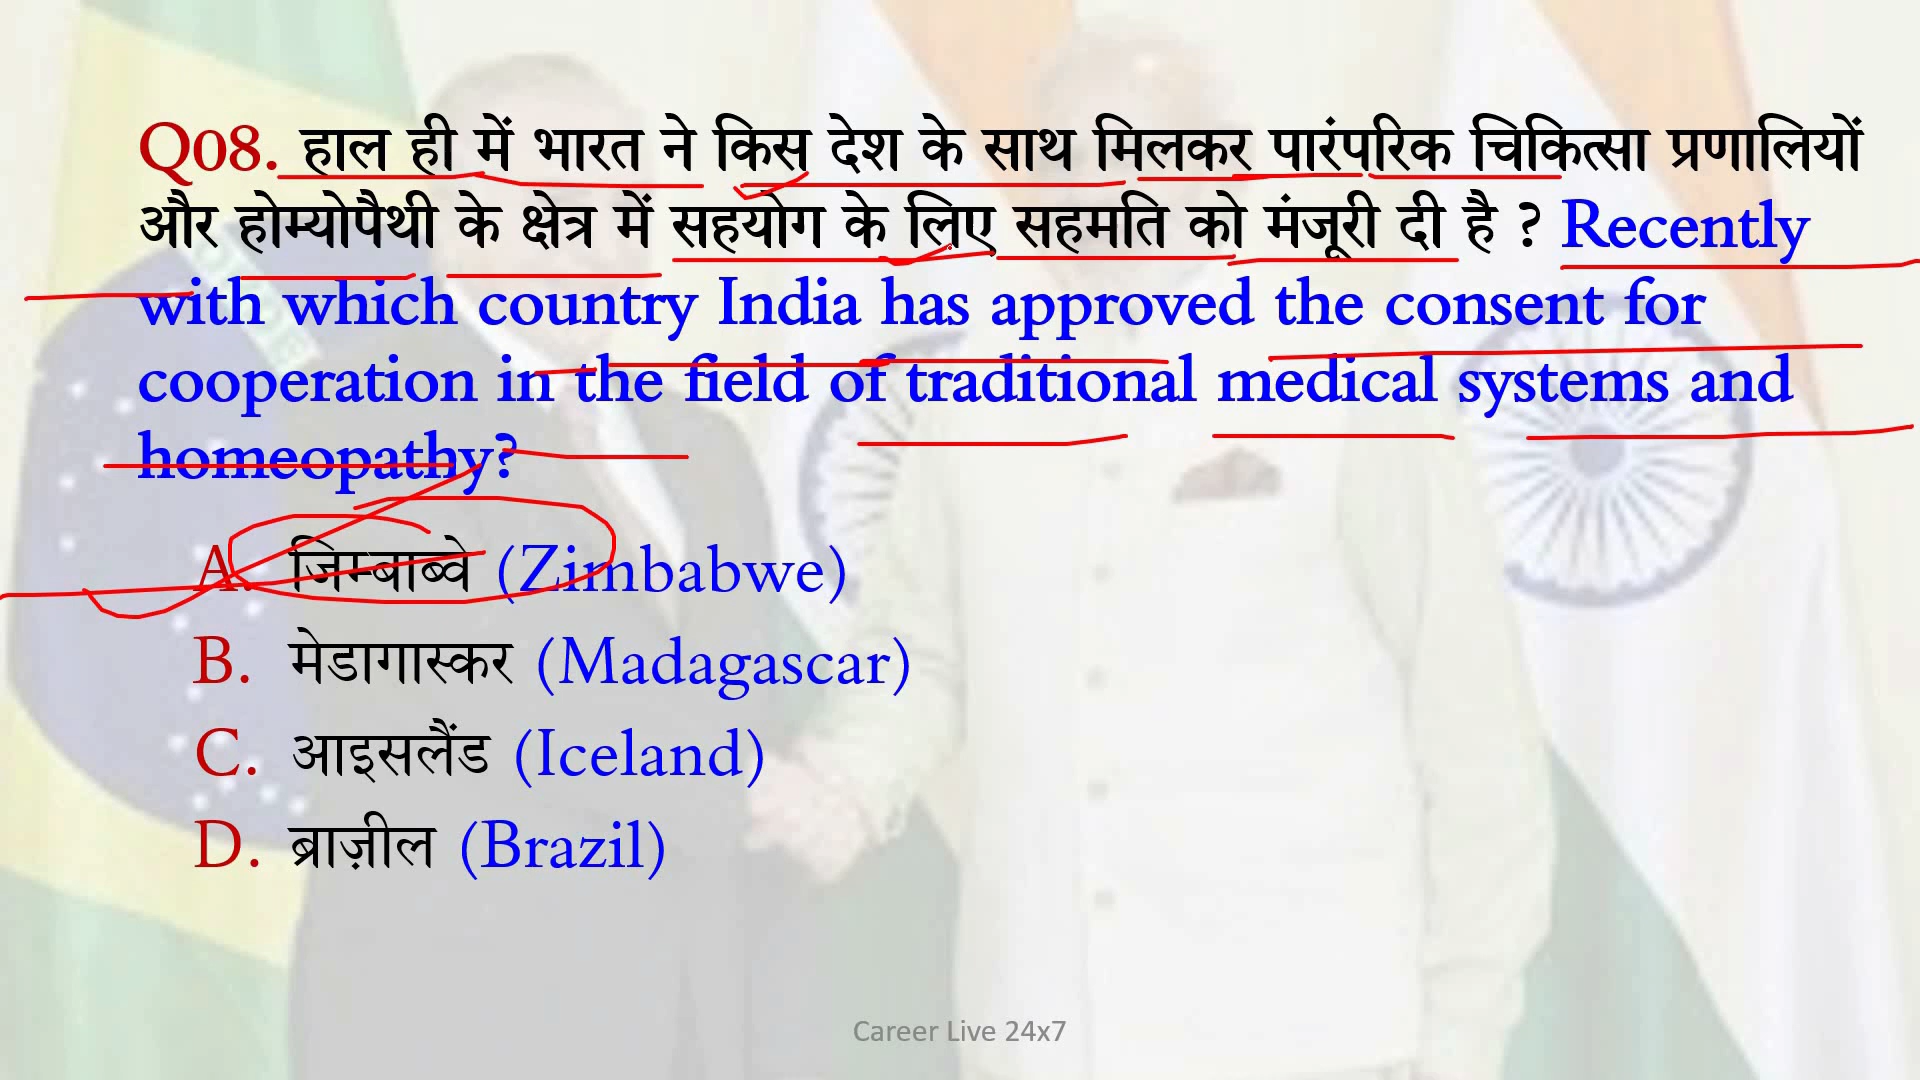 Q08. हाल ही में भारत ने किस देश के साथ मिलकर पारंपरिक चिकित्सा प्रणालियों
और होम्योपैथी के क्षेत्र में सहयोग के लिए सहमति को मंजूरी दी है ? Recently
with which country India has approved the consent for
cooperation in the field of traditional medical systems and
homeopathy?
A. जिम्बाब्वे (Zimbabwe)
B. मेडागास्कर (Madagascar)
C. आइसलैंड (Iceland)
D. ब्राज़ील (Brazil)
Career Live 24x7